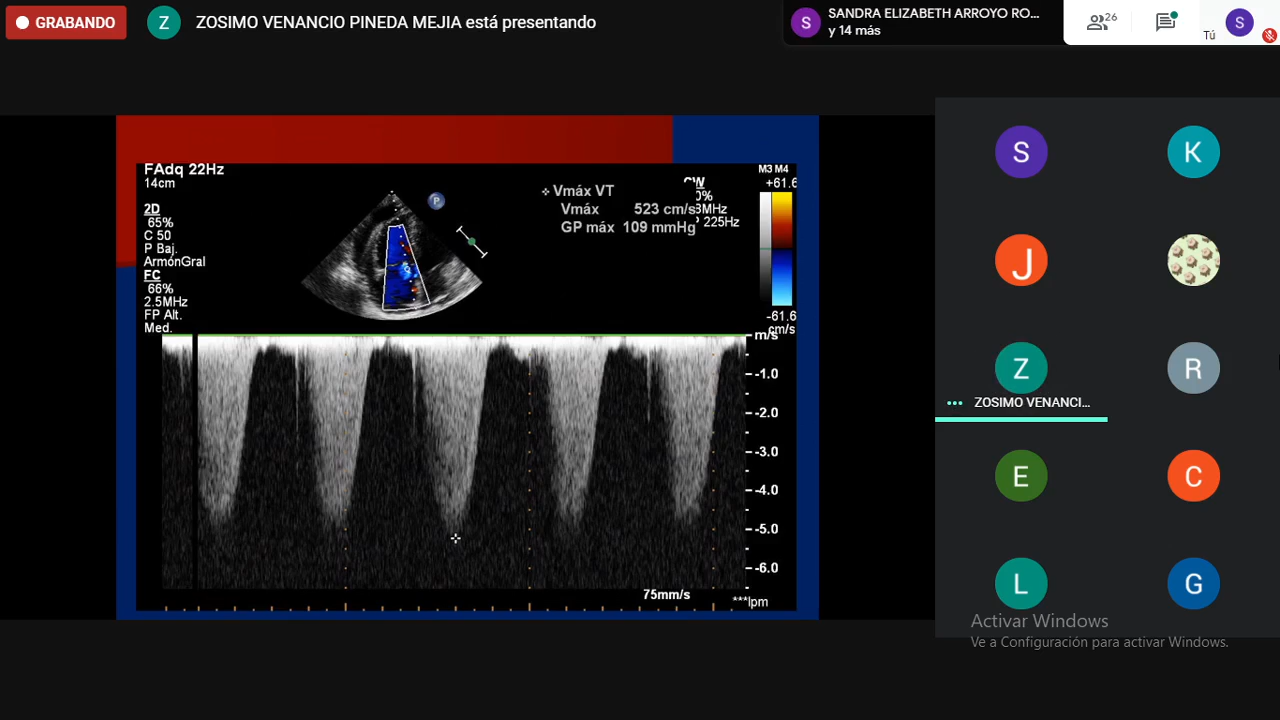 GRABANDO
Z
ZOSIMO VENANCIO PINEDA MEJIA está presentando
S
SANDRA ELIZABETH ARROYO RO...
y 14 más
26
Tú
S
FAdq 22Hz
14cm
2D
65%
C 50
P Baj.
ArmónGral
FC
66%
2.5MHz
FP Alt.
Med.
P
Vmáx VT
Vmáx 523 cm/s
GP máx 109 mmHg
CW
0%
8MHz
P 225Hz
M3 M4
+61.6
-61.6
cm/s
m/s
-1.0
-2.0
-3.0
-4.0
-5.0
-6.0
75mm/s
***lpm
S
K
J
Z
R
ZOSIMO VENANCI...
E
C
L
G
Activar Windows
Ve a Configuración para activar Windows.